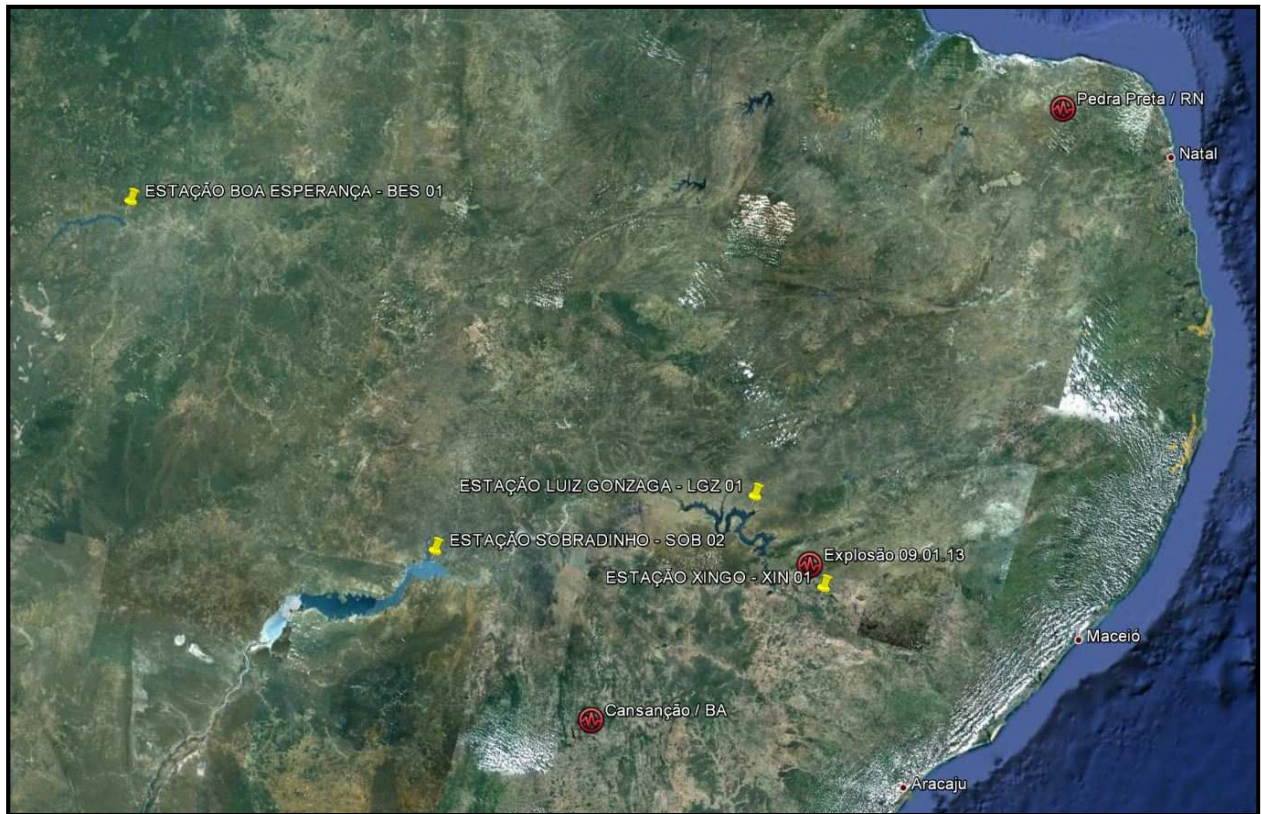 Pedra Preta / RN
Natal
ESTAÇÃO BOA ESPERANÇA - BES 01
ESTAÇÃO LUIZ GONZAGA - LGZ 01
ESTAÇÃO SOBRADINHO - SOB 02
Explosão 09.01.13
ESTAÇÃO XINGO - XIN 01
Maceió
Cansanção / BA
Aracaju